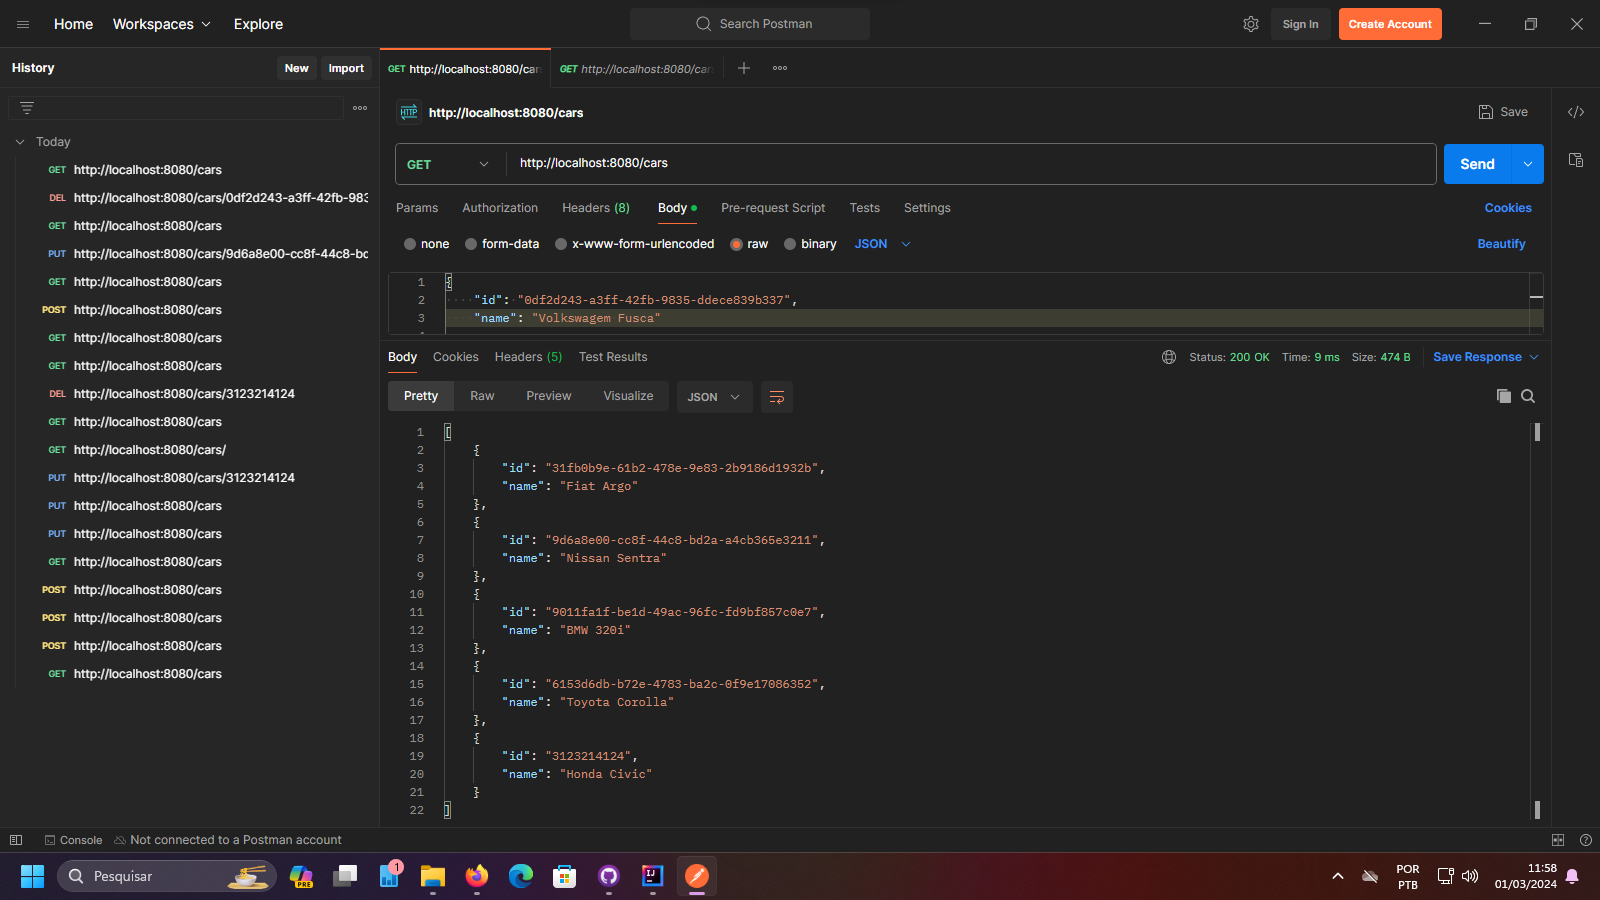 Home Workspaces Explore
Search Postman
Sign In Create Account
History New Import
GET http://localhost:8080/car GET http://localhost:8080/car
HTTP http://localhost:8080/cars Save
Today
GET http://localhost:8080/cars
DEL http://localhost:8080/cars/0df2d243-a3ff-42fb-983
GET http://localhost:8080/cars
PUT http://localhost:8080/cars/9d6a8e00-cc8f-44c8-bd
GET http://localhost:8080/cars
POST http://localhost:8080/cars
GET http://localhost:8080/cars
GET http://localhost:8080/cars
DEL http://localhost:8080/cars/3123214124
GET http://localhost:8080/cars
GET http://localhost:8080/cars/
PUT http://localhost:8080/cars/3123214124
PUT http://localhost:8080/cars
PUT http://localhost:8080/cars
GET http://localhost:8080/cars
POST http://localhost:8080/cars
POST http://localhost:8080/cars
POST http://localhost:8080/cars
GET http://localhost:8080/cars
GET http://localhost:8080/cars Send
Params Authorization Headers (8) Body Pre-request Script Tests Settings Cookies
none form-data x-www-form-urlencoded raw binary JSON Beautify
1 {
2 "id": "0df2d243-a3ff-42fb-9835-ddece839b337",
3 "name": "Volkswagem Fusca"
Body Cookies Headers (5) Test Results Status: 200 OK Time: 9 ms Size: 474 B Save Response
Pretty Raw Preview Visualize JSON
1 [
2 {
3 "id": "31fb0b9e-61b2-478e-9e83-2b9186d1932b",
4 "name": "Fiat Argo"
5 },
6 {
7 "id": "9d6a8e00-cc8f-44c8-bd2a-a4cb365e3211",
8 "name": "Nissan Sentra"
9 },
10 {
11 "id": "9011fa1f-be1d-49ac-96fc-fd9bf857c0e7",
12 "name": "BMW 320i"
13 },
14 {
15 "id": "6153d6db-b72e-4783-ba2c-0f9e17086352",
16 "name": "Toyota Corolla"
17 },
18 {
19 "id": "3123214124",
20 "name": "Honda Civic"
21 }
22 ]
Console Not connected to a Postman account
Pesquisar PRE 1 IJ
POR
PTB
11:58
01/03/2024